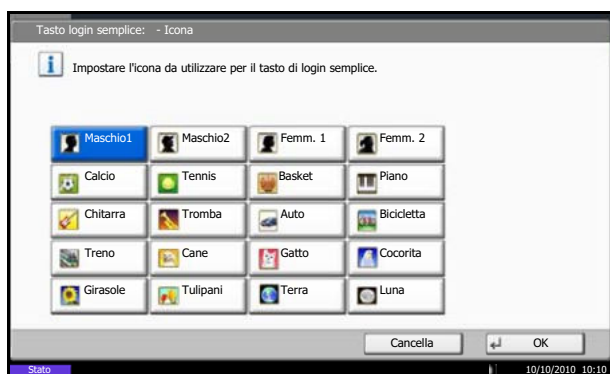 Tasto login semplice: - Icona
Impostare l'icona da utilizzare per il tasto di login semplice.
Maschio1 Maschio2 Femm. 1 Femm. 2
Calcio Tennis Basket Piano
Chitarra Tromba Auto Bicicletta
Treno Cane Gatto Cocorita
Girasole Tulipani Terra Luna
Cancella OK
Stato 10/10/2010 10:10